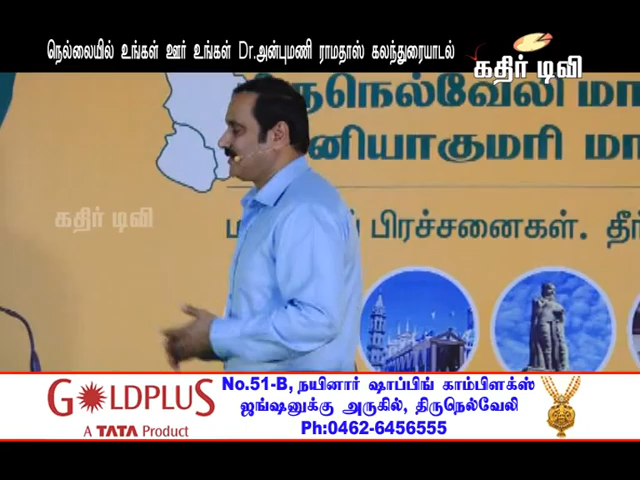 நெல்லையில் உங்கள் ஊர் உங்கள் Dr.அன்புமணி ராமதாஸ் கலந்துரையாடல்
கதிர் டிவி
திருநெல்வேலி மா
னியாகுமரி மா
கதிர் டிவி
பிரச்சனைகள். தீர்
GOLDPLUS
A TATA Product
No.51-B, நயினார் ஷாப்பிங் காம்பிளக்ஸ்
ஜங்ஷனுக்கு அருகில், திருநெல்வேலி
Ph:0462-6456555